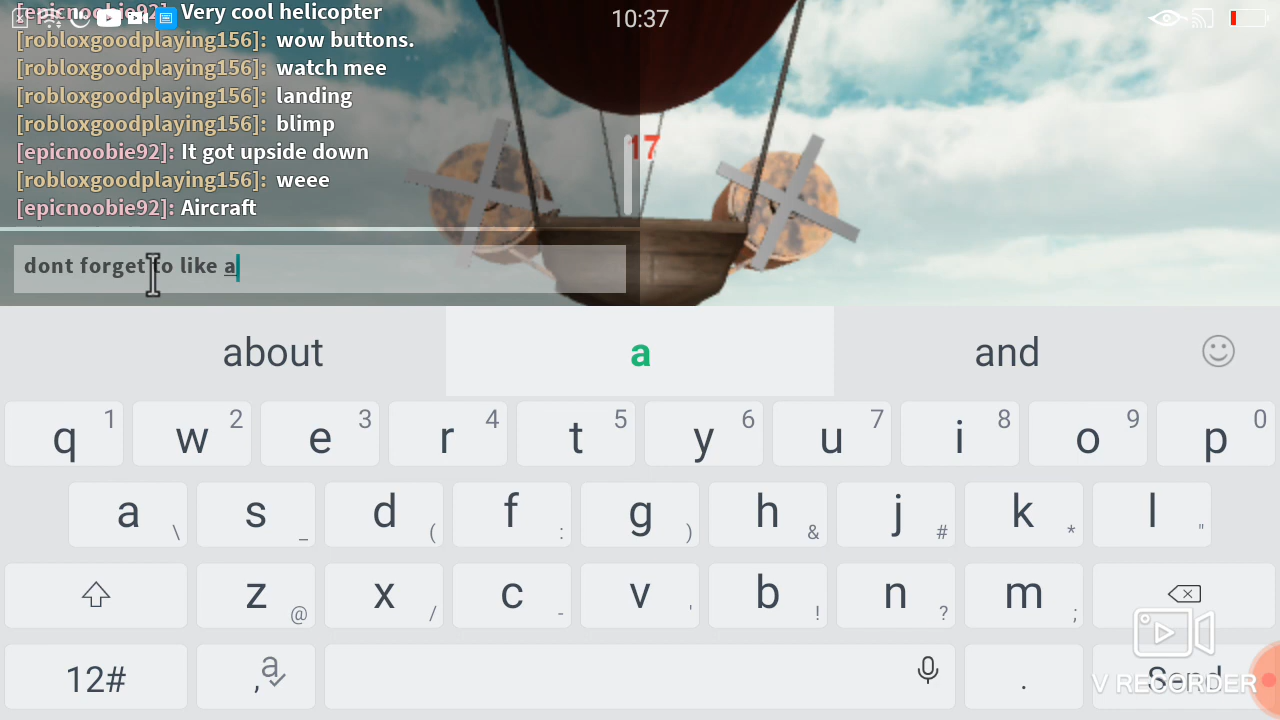 [epicnoobie92]: Very cool helicopter
10:37
[robloxgoodplaying156]: wow buttons.
[robloxgoodplaying156]: watch mee
[robloxgoodplaying156]: landing
[robloxgoodplaying156]: blimp
[epicnoobie92]: It got upside down
17
[robloxgoodplaying156]: weee
[epicnoobie92]: Aircraft
dont forget to like a
about a and
q 1 w 2 e 3 r 4 t 5 y 6 u 7 i 8 o 9 p 0
a \ s _ d ( f : g ) h & j # k * l "
z @ x / c - v ' b ! n ? m ;
12# , a . Send
V RECORDER